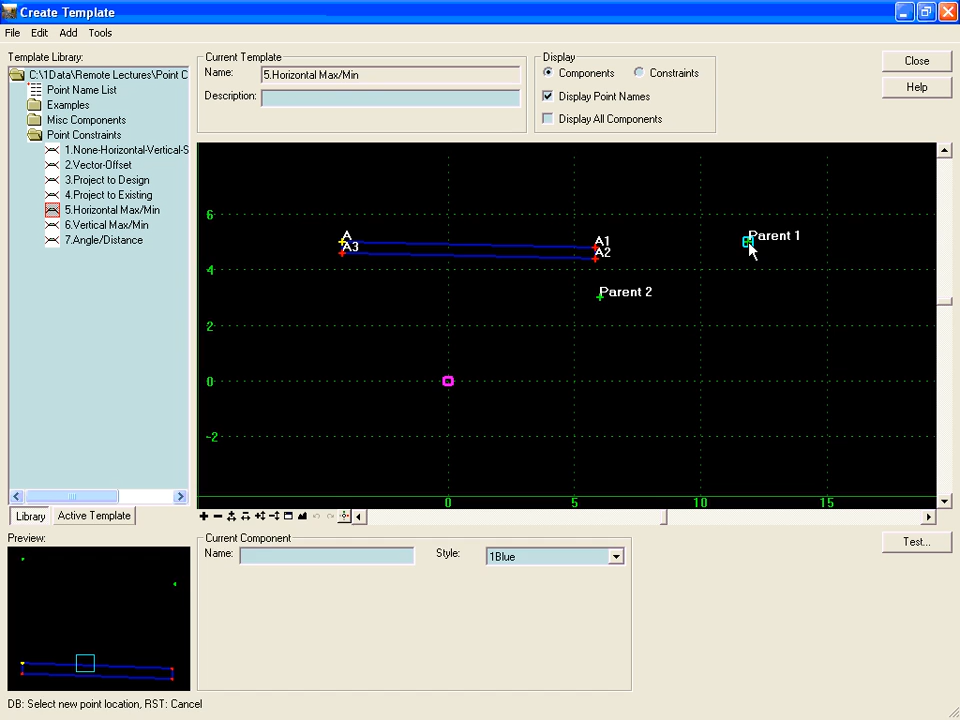 Create Template
File Edit Add Tools
Template Library:
C:\1Data\Remote Lectures\Point C
Point Name List
Examples
Misc Components
Point Constraints
1.None-Horizontal-Vertical-S
2.Vector-Offset
3.Project to Design
4.Project to Existing
5.Horizontal Max/Min
6.Vertical Max/Min
7.Angle/Distance
Library Active Template
Preview:
Current Template
Name: 5.Horizontal Max/Min
Description:
Display
Components Constraints
Display Point Names
Display All Components
Close
Help
6
4
2
0
-2
A
A3
A1
A2
Parent 1
Parent 2
0 5 10 15
Current Component
Name: Style: 1Blue
Test...
DB: Select new point location, RST: Cancel